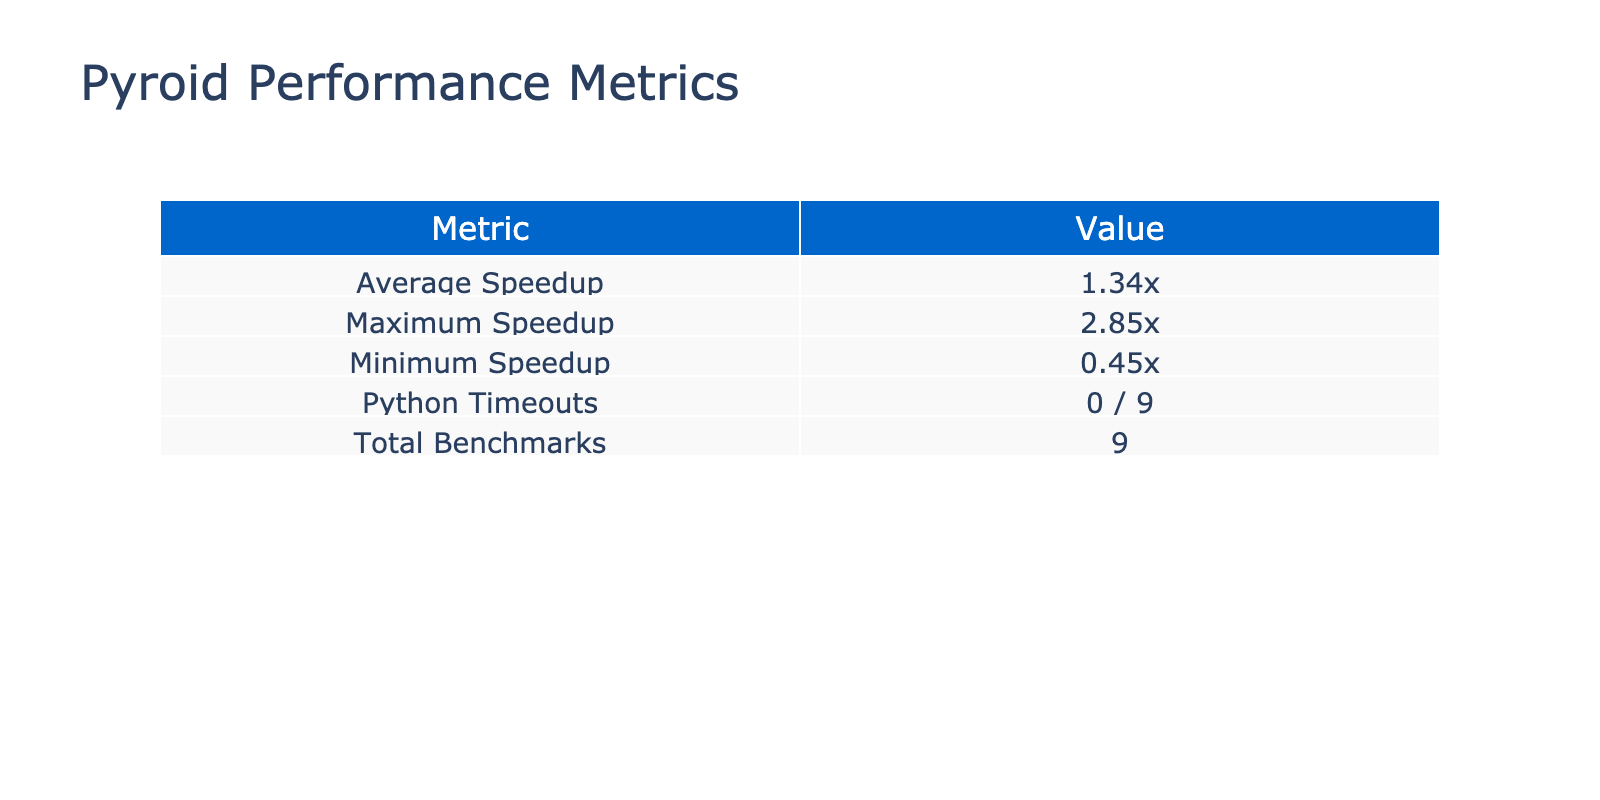 Pyroid Performance Metrics
Metric Value
Average Speedup 1.34x
Maximum Speedup 2.85x
Minimum Speedup 0.45x
Python Timeouts 0 / 9
Total Benchmarks 9